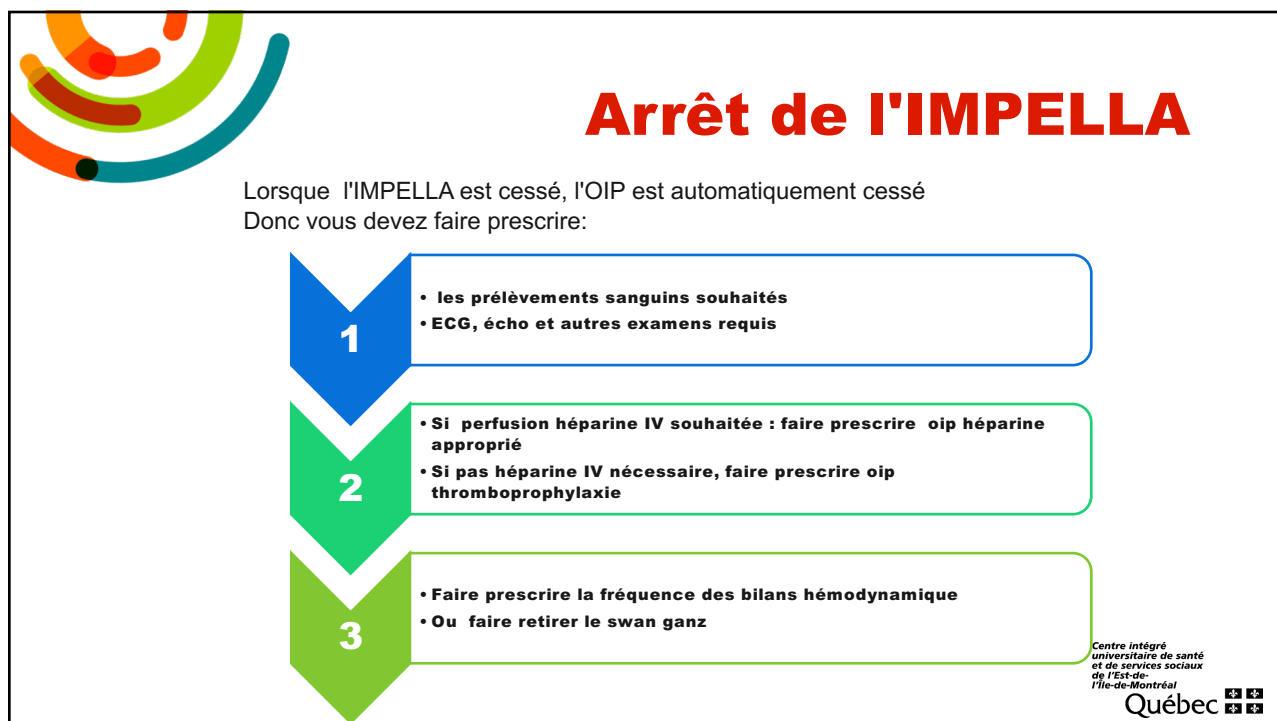 Arrêt de l'IMPELLA
Lorsque l'IMPELLA est cessé, l'OIP est automatiquement cessé
Donc vous devez faire prescrire:
1
• les prélèvements sanguins souhaités
• ECG, écho et autres examens requis
2
• Si perfusion héparine IV souhaitée : faire prescrire oip héparine
approprié
• Si pas héparine IV nécessaire, faire prescrire oip
thromboprophylaxie
3
• Faire prescrire la fréquence des bilans hémodynamique
• Ou faire retirer le swan ganz
Centre intégré
universitaire de santé
et de services sociaux
de l'Est-de-
l'Île-de-Montréal
Québec